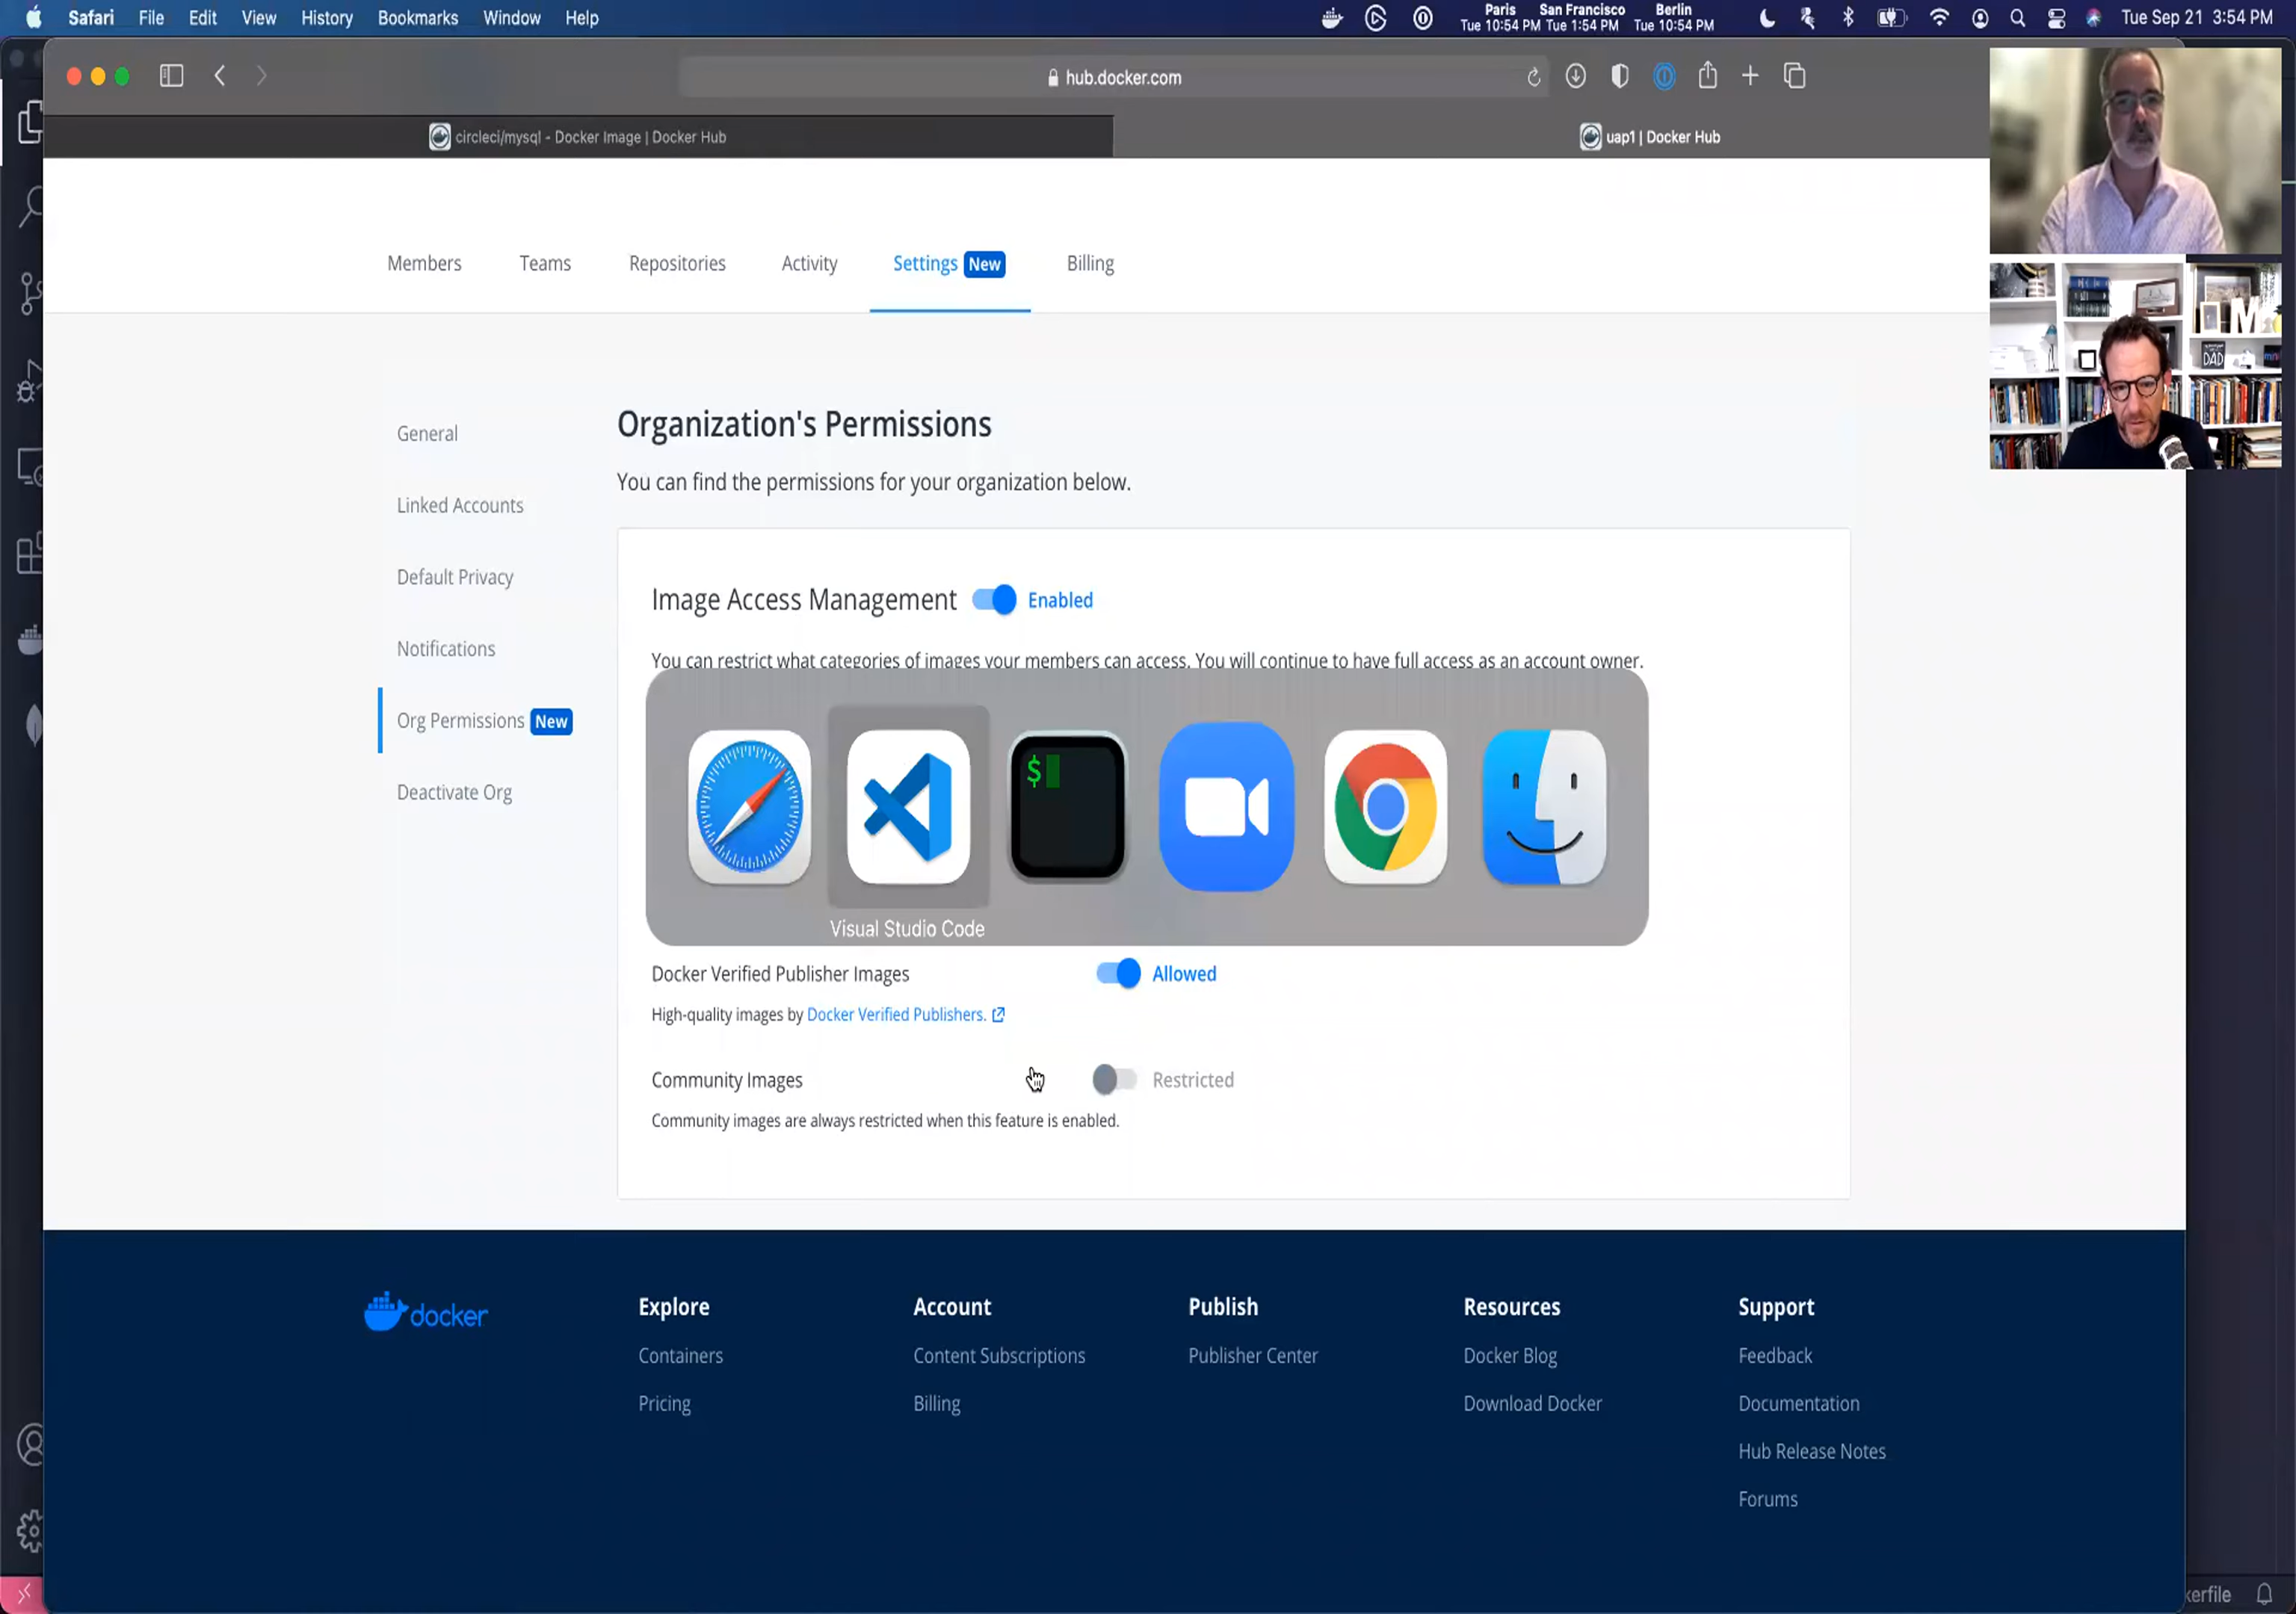 Safari File Edit View History Bookmarks Window Help
Paris San Francisco Berlin
Tue 10:54 PM Tue 1:54 PM Tue 10:54 PM
Tue Sep 21 3:54 PM
hub.docker.com
circleci/mysql - Docker Image | Docker Hub
uap1 | Docker Hub
Members Teams Repositories Activity Settings New Billing
DAD
M
General
Linked Accounts
Default Privacy
Notifications
Org Permissions New
Deactivate Org
Organization's Permissions
You can find the permissions for your organization below.
Image Access Management Enabled
You can restrict what categories of images your members can access. You will continue to have full access as an account owner.
$
Visual Studio Code
Docker Verified Publisher Images Allowed
High-quality images by Docker Verified Publishers.
Community Images Restricted
Community images are always restricted when this feature is enabled.
docker
Explore
Containers
Pricing
Account
Content Subscriptions
Billing
Publish
Publisher Center
Resources
Docker Blog
Download Docker
Support
Feedback
Documentation
Hub Release Notes
Forums
kerfile